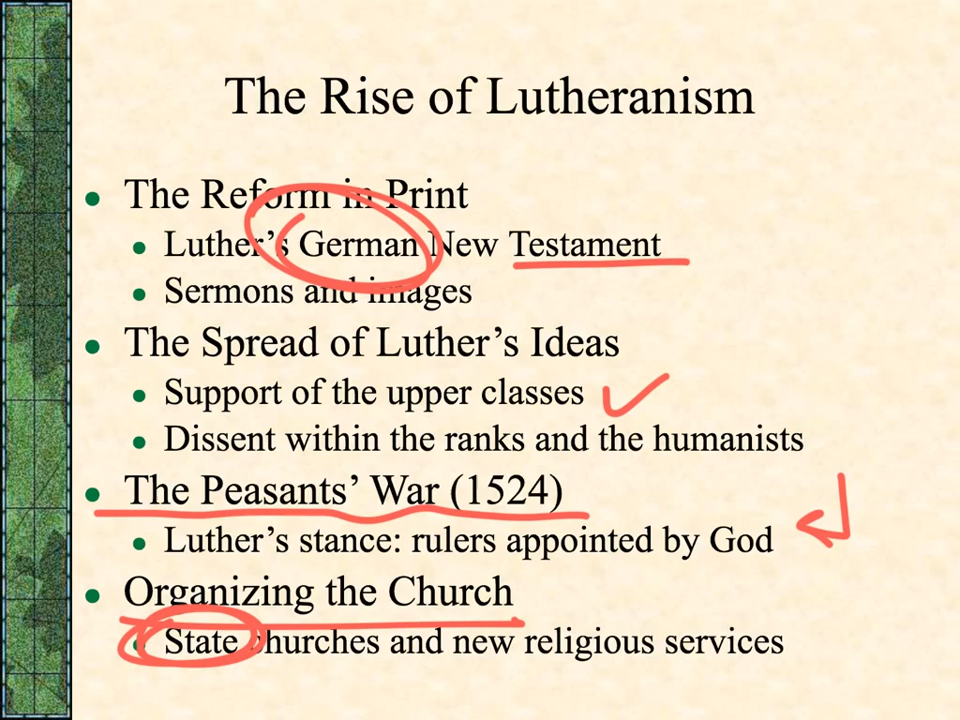 The Rise of Lutheranism
The Reform in Print
Luther’s German New Testament
Sermons and images
The Spread of Luther’s Ideas
Support of the upper classes
Dissent within the ranks and the humanists
The Peasants’ War (1524)
Luther’s stance: rulers appointed by God
Organizing the Church
State churches and new religious services